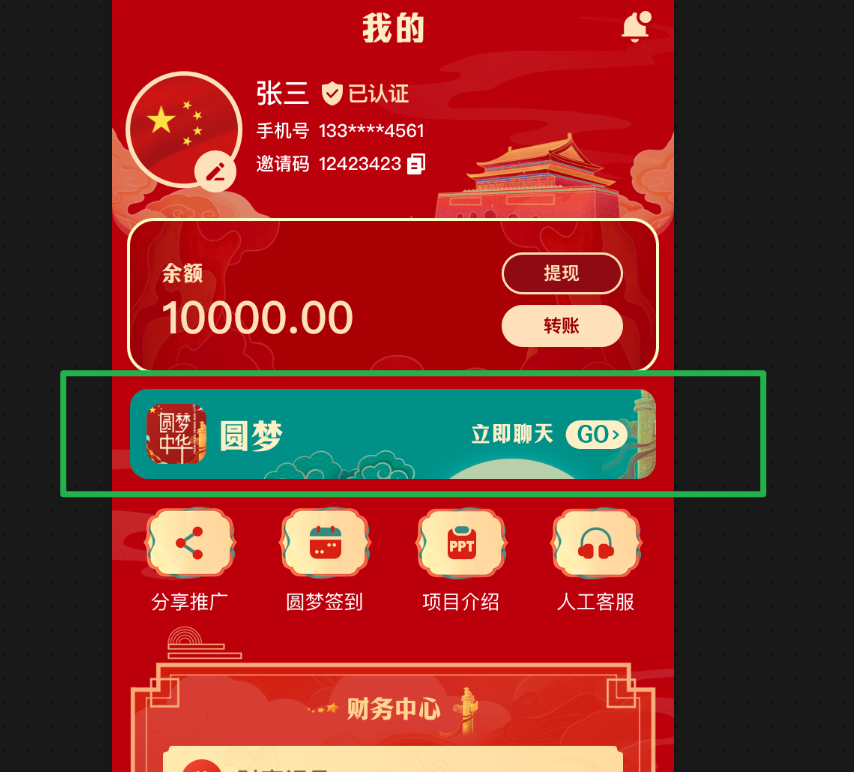 我的
张三 已认证
手机号 133****4561
邀请码 12423423
余额
10000.00
提现
转账
圆梦中华
圆梦
立即聊天 GO>
PPT
分享推广 圆梦签到 项目介绍 人工客服
财务中心